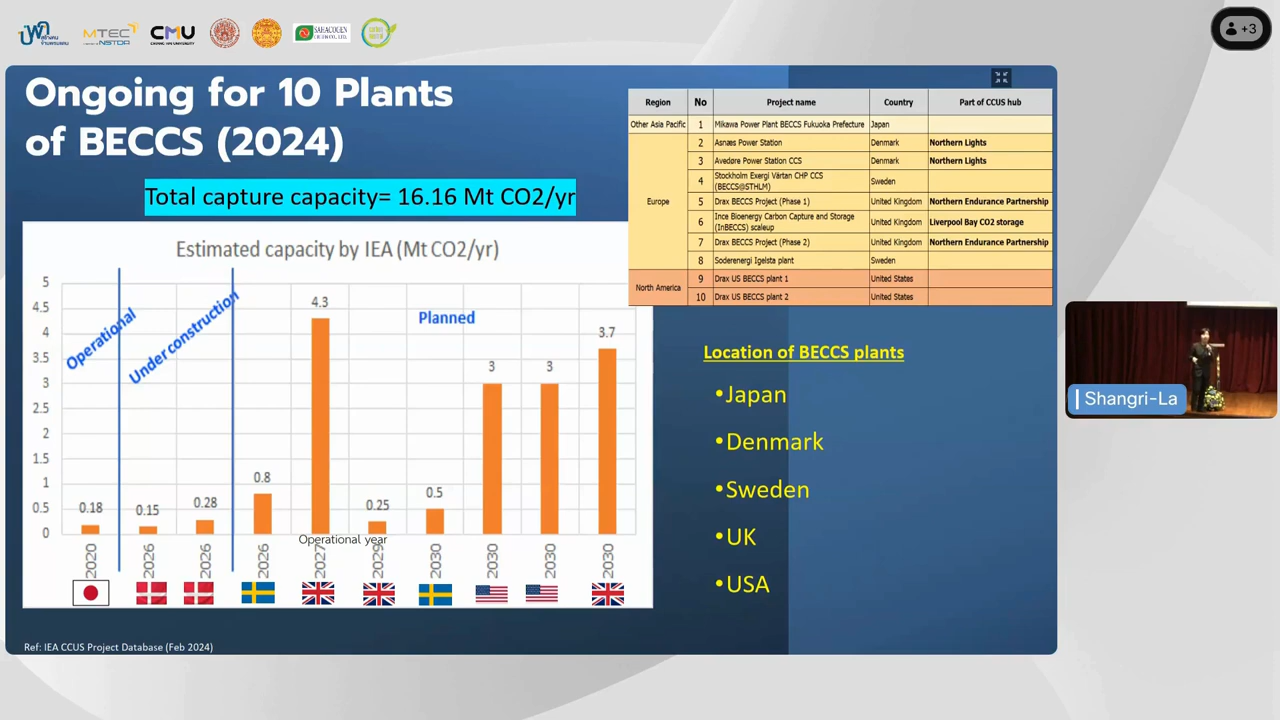 MTEC
a member of NSTDA
CMU
CHIANG MAI UNIVERSITY
SAHACOGEN
+3
Ongoing for 10 Plants
of BECCS (2024)
Total capture capacity= 16.16 Mt CO2/yr
Region No Project name Country Part of CCUS hub
Other Asia Pacific 1 Mikawa Power Plant BECCS Fukuoka Prefecture Japan
Europe
2 Asnæs Power Station Denmark Northern Lights
3 Avedøre Power Station CCS Denmark Northern Lights
4 Stockholm Exergi Värtan CHP CCS
(BECCS@STHLM) Sweden
5 Drax BECCS Project (Phase 1) United Kingdom Northern Endurance Partnership
6 Ince Bioenergy Carbon Capture and Storage
(InBECCS) scaleup United Kingdom Liverpool Bay CO2 storage
7 Drax BECCS Project (Phase 2) United Kingdom Northern Endurance Partnership
8 Soderenergi Igelsta plant Sweden
North America
9 Drax US BECCS plant 1 United States
10 Drax US BECCS plant 2 United States
Estimated capacity by IEA (Mt CO2/yr)
5
4.5
4
3.5
3
2.5
2
1.5
1
0.5
0
Operational
Under construction
Planned
0.18
0.15
0.28
0.8
4.3
0.25
0.5
3
3
3.7
Operational year
2020
2026
2026
2026
2027
2029
2030
2030
2030
2030
Location of BECCS plants
•Japan
•Denmark
•Sweden
•UK
•USA
Shangri-La
Ref: IEA CCUS Project Database (Feb 2024)